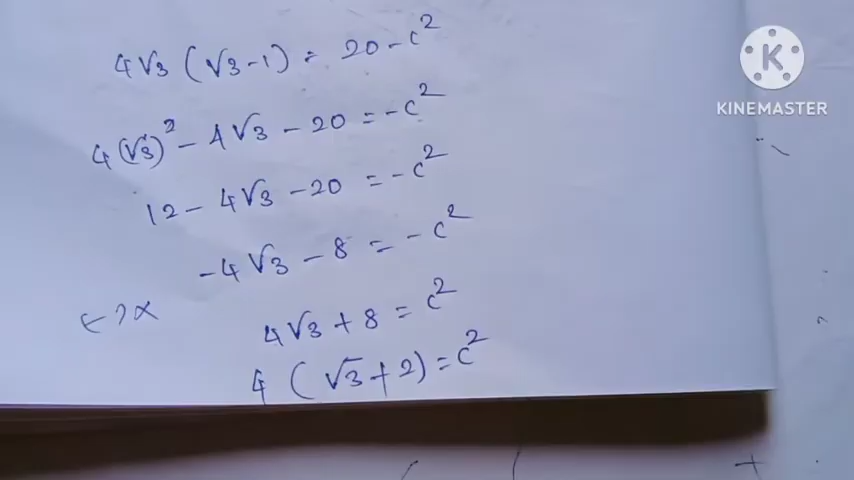 4√3 (√3-1) = 20-c²
4(√3)² - 4√3 - 20 = -c²
12 - 4√3 - 20 = -c²
-4√3 - 8 = -c²
4√3 + 8 = c²
4 (√3+2) = c²
K
KINEMASTER